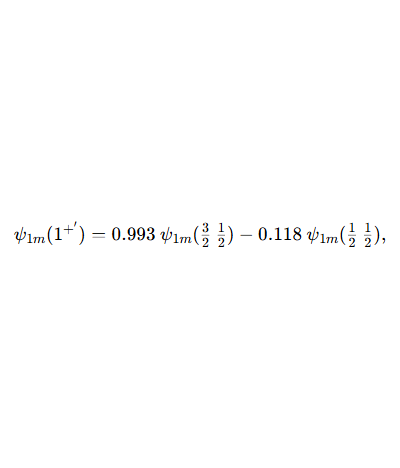 ψ₁ₘ(1⁺′) = 0.993 ψ₁ₘ(3/2 1/2) − 0.118 ψ₁ₘ(1/2 1/2),